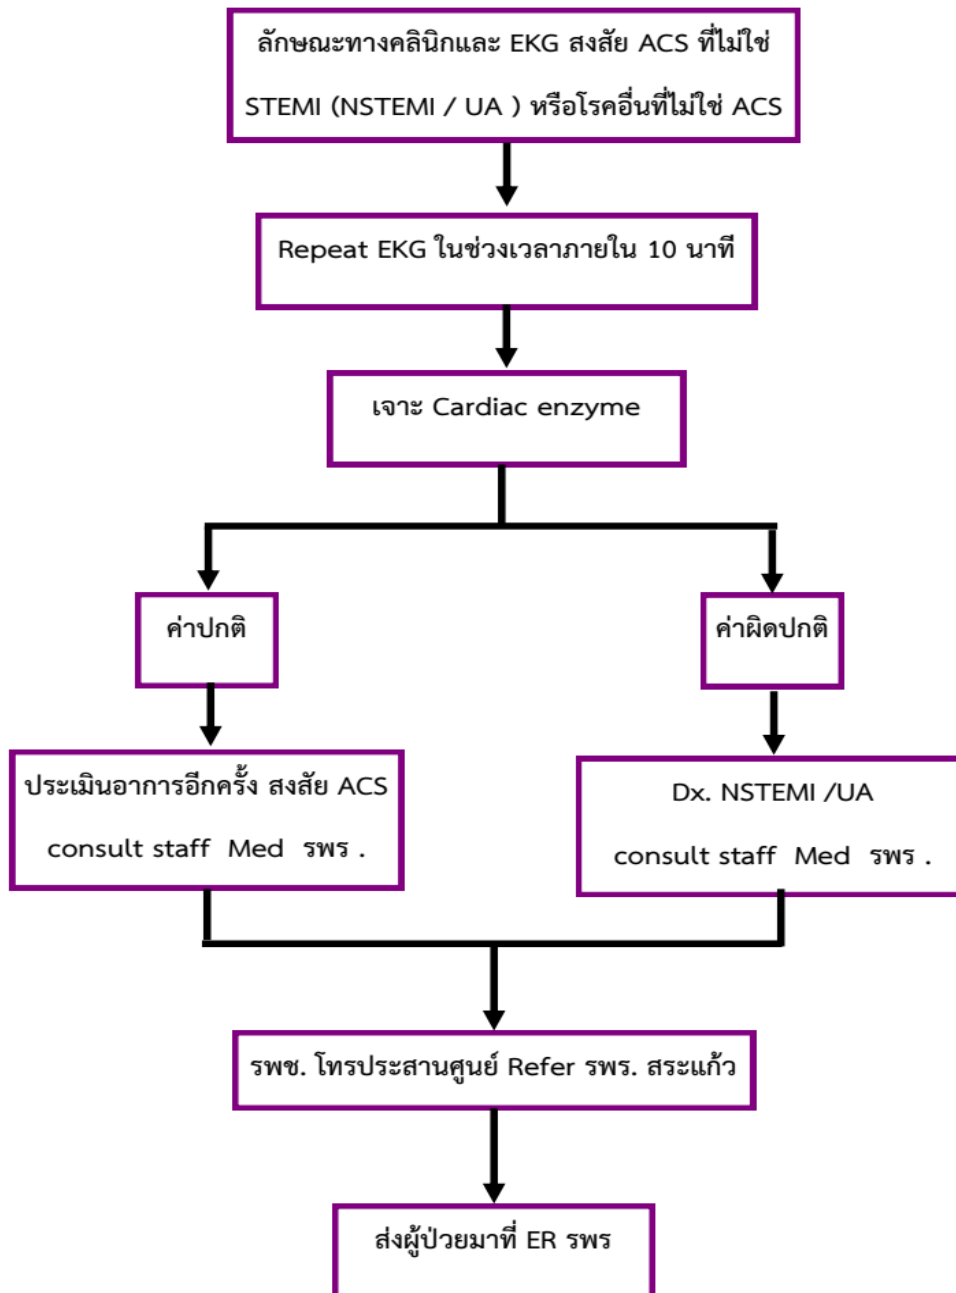 ลักษณะทางคลินิกและ EKG สงสัย ACS ที่ไม่ใช่
STEMI (NSTEMI / UA ) หรือโรคอื่นที่ไม่ใช่ ACS
Repeat EKG ในช่วงเวลาภายใน 10 นาที
เจาะ Cardiac enzyme
ค่าปกติ
ค่าผิดปกติ
ประเมินอาการอีกครั้ง สงสัย ACS
consult staff Med รพร .
Dx. NSTEMI /UA
consult staff Med รพร .
รพช. โทรประสานศูนย์ Refer รพร. สระแก้ว
ส่งผู้ป่วยมาที่ ER รพร